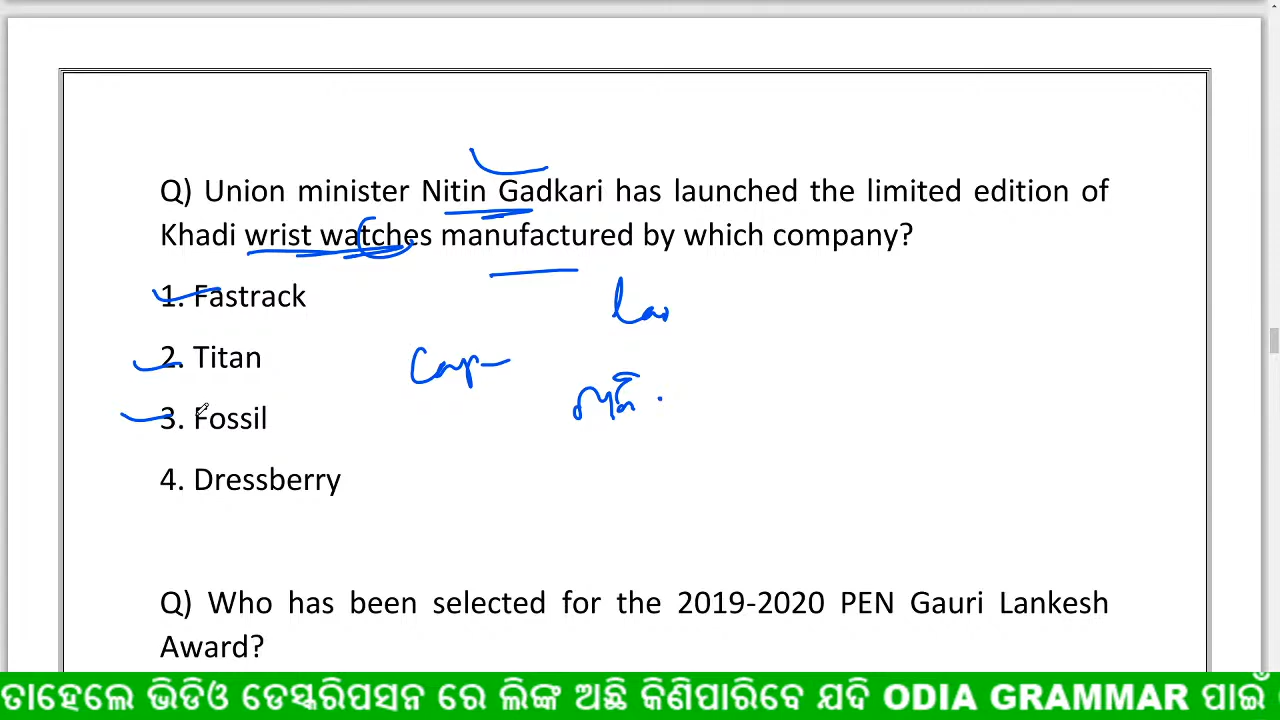 Q) Union minister Nitin Gadkari has launched the limited edition of
Khadi wrist watches manufactured by which company?
1. Fastrack
2. Titan
3. Fossil
4. Dressberry
Q) Who has been selected for the 2019-2020 PEN Gauri Lankesh
Award?
ତାହେଲେ ଭିଡିଓ ଡେସ୍କରିପସନ ରେ ଲିଙ୍କ ଅଛି କିଣିପାରିବେ ଯଦି ODIA GRAMMAR ପାଇଁ